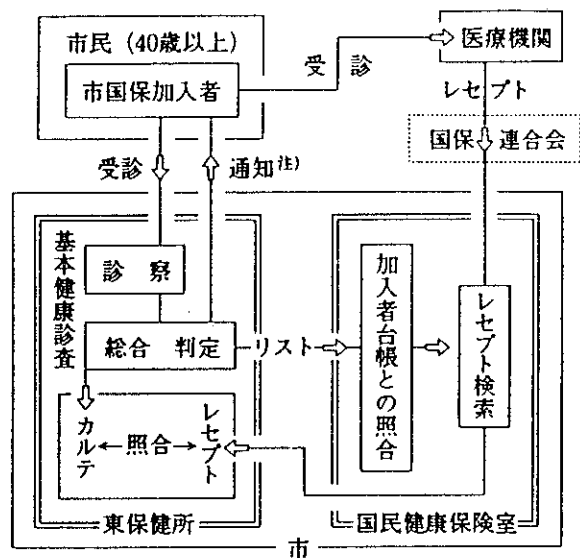 市民（40歳以上）
市国保加入者
受診
医療機関
レセプト
国保 連合会
受診
通知注)
基本健康診査
診察
総合 判定
リスト
加入者台帳との照合
レセプト検索
カルテ
照合
レセプト
東保健所
国民健康保険室
市